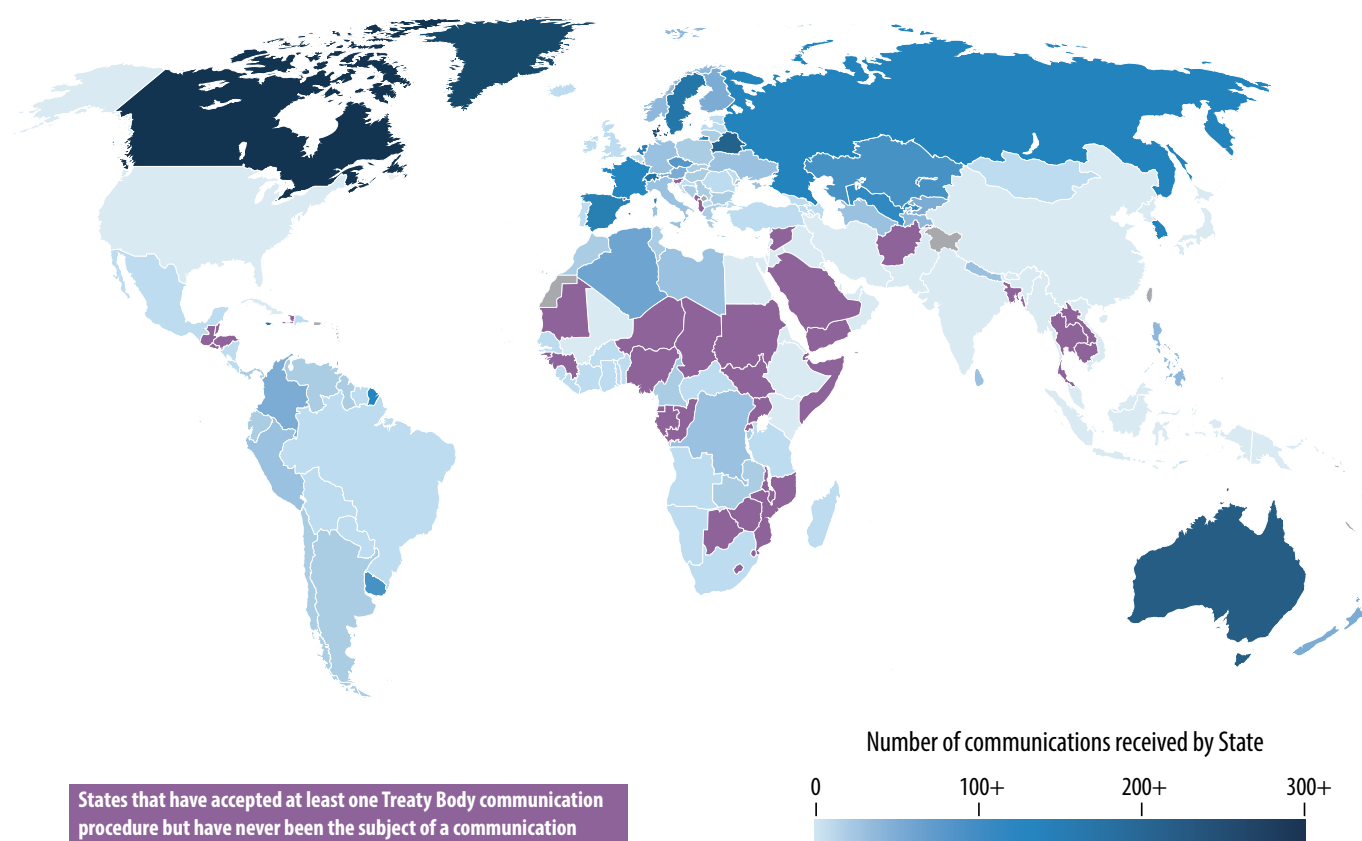 Number of communications received by State
0 100+ 200+ 300+
States that have accepted at least one Treaty Body communication
procedure but have never been the subject of a communication